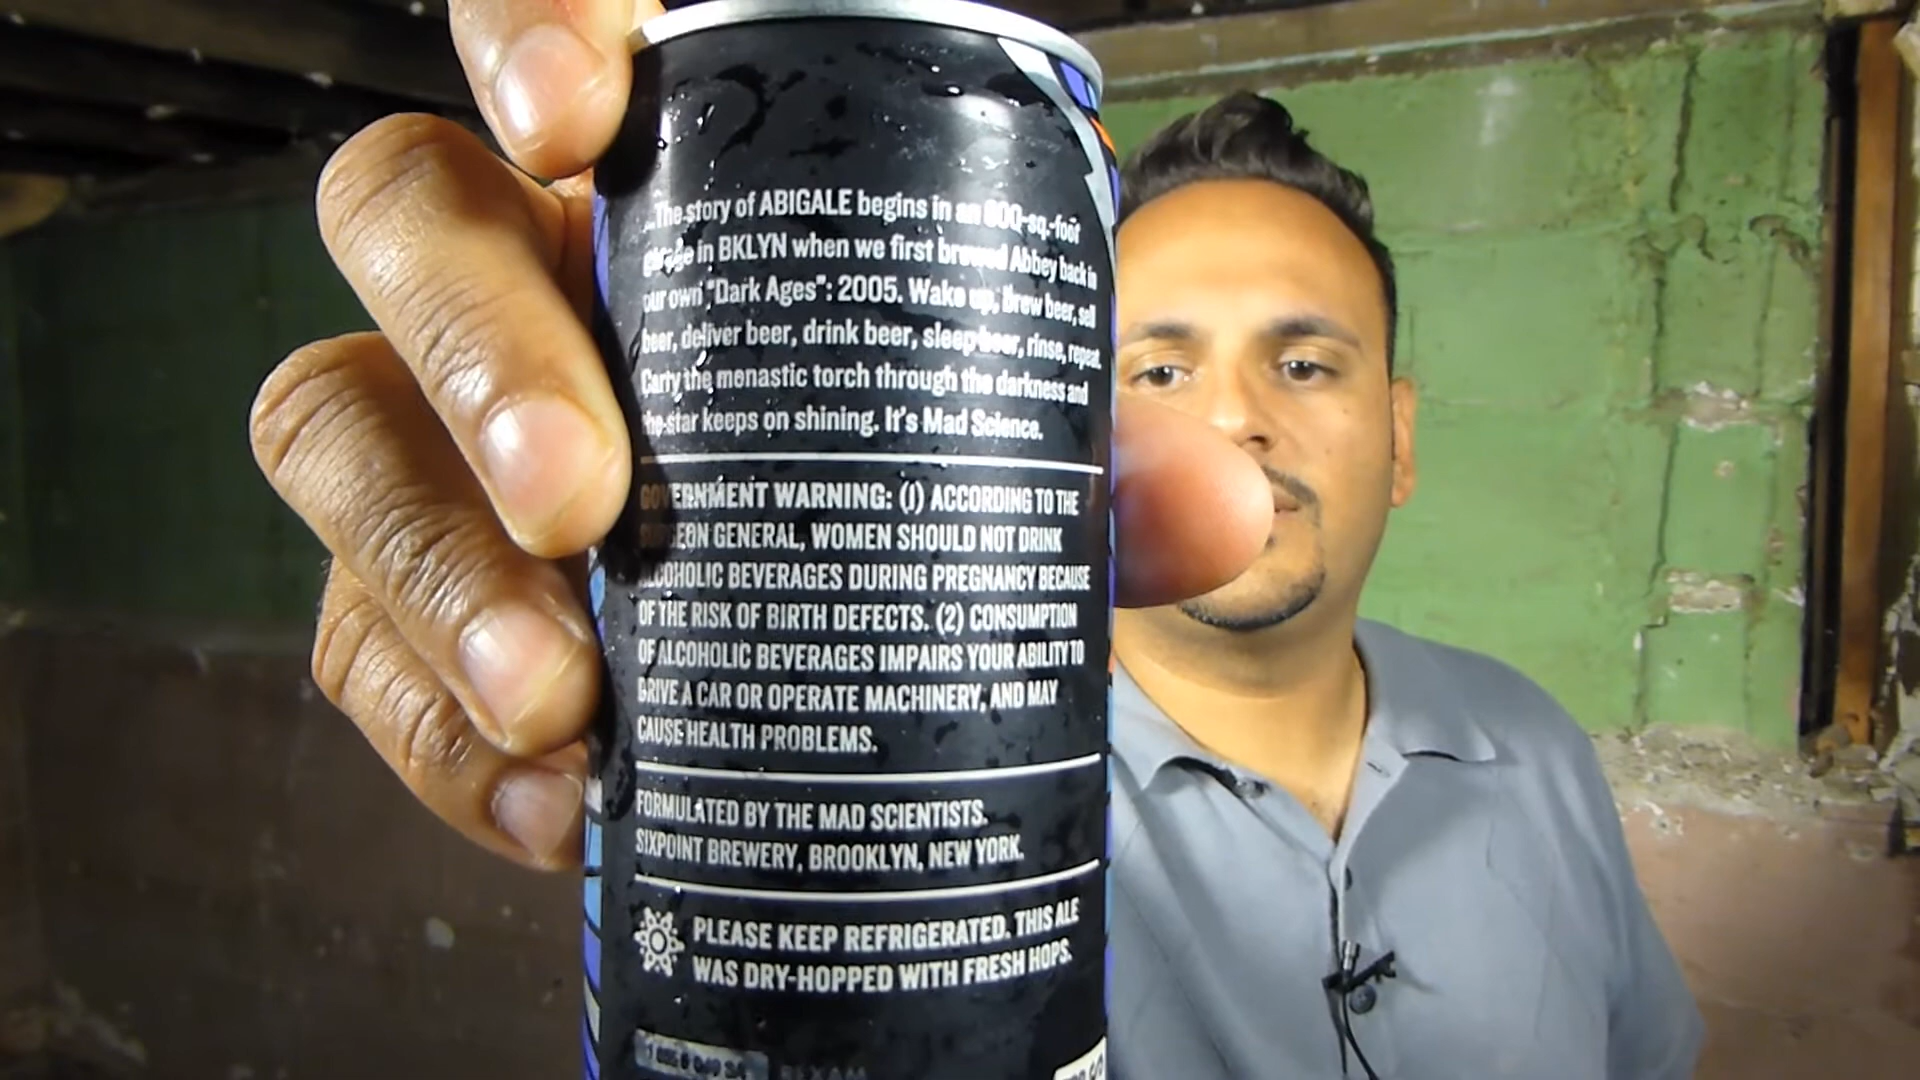 The story of ABIGALE begins in an 800-sq.-foot
garage in BKLYN when we first brewed Abbey back in
our own "Dark Ages": 2005. Wake up, brew beer, sell
beer, deliver beer, drink beer, sleep beer, rinse, repeat.
Carry the monastic torch through the darkness and
the star keeps on shining. It's Mad Science.
GOVERNMENT WARNING: (1) ACCORDING TO THE
SURGEON GENERAL, WOMEN SHOULD NOT DRINK
ALCOHOLIC BEVERAGES DURING PREGNANCY BECAUSE
OF THE RISK OF BIRTH DEFECTS. (2) CONSUMPTION
OF ALCOHOLIC BEVERAGES IMPAIRS YOUR ABILITY TO
DRIVE A CAR OR OPERATE MACHINERY, AND MAY
CAUSE HEALTH PROBLEMS.
FORMULATED BY THE MAD SCIENTISTS.
SIXPOINT BREWERY, BROOKLYN, NEW YORK.
PLEASE KEEP REFRIGERATED. THIS ALE
WAS DRY-HOPPED WITH FRESH HOPS.
REXAM